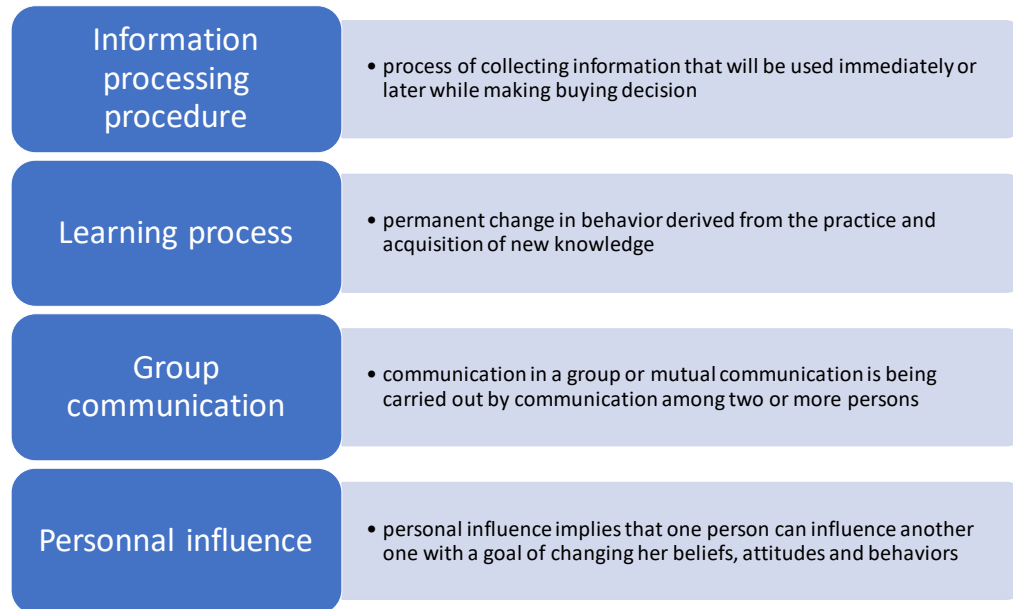 Information
processing
procedure
• process of collecting information that will be used immediately or
later while making buying decision
Learning process
• permanent change in behavior derived from the practice and
acquisition of new knowledge
Group
communication
• communication in a group or mutual communication is being
carried out by communication among two or more persons
Personnal influence
• personal influence implies that one person can influence another
one with a goal of changing her beliefs, attitudes and behaviors